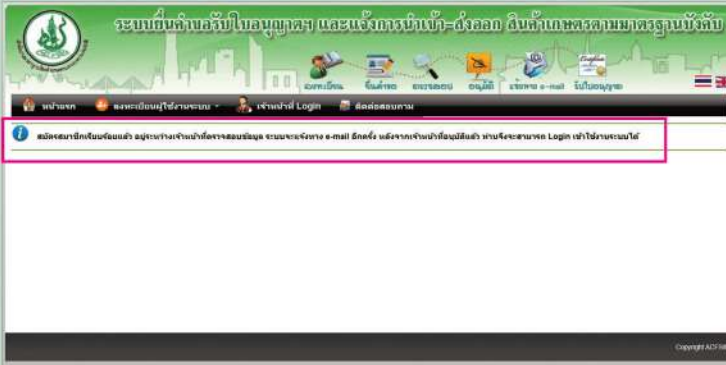 ระบบยื่นคำขอรับใบอนุญาตฯ และแจ้งการนำเข้า-ส่งออก สินค้าเกษตรตามมาตรฐานบังคับ
ลงทะเบียน ยื่นคำขอ ตรวจสอบ อนุมัติ แจ้งทาง e-mail รับใบอนุญาต
หน้าแรก ลงทะเบียนผู้ใช้งานระบบ เจ้าหน้าที่ Login ติดต่อสอบถาม
สมัครสมาชิกเรียบร้อยแล้ว อยู่ระหว่างเจ้าหน้าที่ตรวจสอบข้อมูล ระบบจะแจ้งทาง e-mail อีกครั้ง หลังจากเจ้าหน้าที่อนุมัติแล้ว ท่านจึงจะสามารถ Login เข้าใช้งานระบบได้
Copyright ACFS